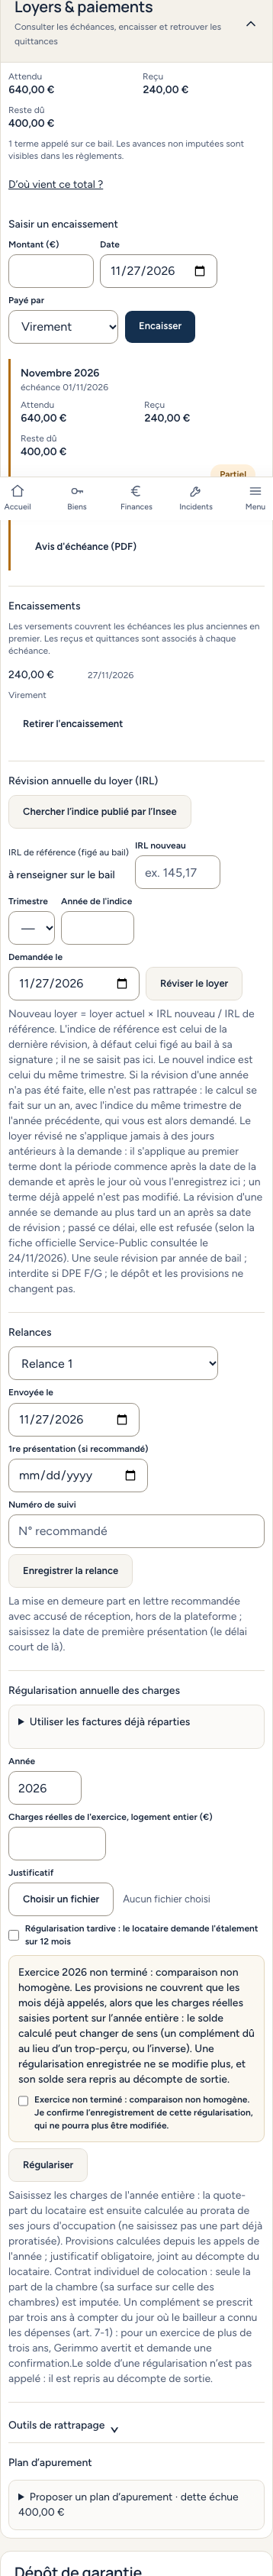 Loyers & paiements
Consulter les échéances, encaisser et retrouver les
quittances
Attendu
640,00 €
Reçu
240,00 €
Reste dû
400,00 €
1 terme appelé sur ce bail. Les avances non imputées sont
visibles dans les règlements.
D'où vient ce total ?
Saisir un encaissement
Montant (€)
Date
11/27/2026
Payé par
Virement
Encaisser
Novembre 2026
échéance 01/11/2026
Attendu
640,00 €
Reçu
240,00 €
Reste dû
400,00 €
Partiel
Accueil
Biens
Finances
Incidents
Menu
Avis d'échéance (PDF)
Encaissements
Les versements couvrent les échéances les plus anciennes en
premier. Les reçus et quittances sont associés à chaque
échéance.
240,00 €
27/11/2026
Virement
Retirer l'encaissement
Révision annuelle du loyer (IRL)
Chercher l'indice publié par l'Insee
IRL de référence (figé au bail)
à renseigner sur le bail
IRL nouveau
ex. 145,17
Trimestre
—
Année de l'indice
Demandée le
11/27/2026
Réviser le loyer
Nouveau loyer = loyer actuel × IRL nouveau / IRL de
référence. L'indice de référence est celui de la
dernière révision, à défaut celui figé au bail à sa
signature ; il ne se saisit pas ici. Le nouvel indice est
celui du même trimestre. Si la révision d'une année
n'a pas été faite, elle n'est pas rattrapée : le calcul se
fait sur un an, avec l'indice du même trimestre de
l'année précédente, qui vous est alors demandé. Le
loyer révisé ne s'applique jamais à des jours
antérieurs à la demande : il s'applique au premier
terme dont la période commence après la date de la
demande et après le jour où vous l'enregistrez ici ; un
terme déjà appelé n'est pas modifié. La révision d'une
année se demande au plus tard un an après sa date
de révision ; passé ce délai, elle est refusée (selon la
fiche officielle Service-Public consultée le
24/11/2026). Une seule révision par année de bail ;
interdite si DPE F/G ; le dépôt et les provisions ne
changent pas.
Relances
Relance 1
Envoyée le
11/27/2026
1re présentation (si recommandé)
mm/dd/yyyy
Numéro de suivi
N° recommandé
Enregistrer la relance
La mise en demeure part en lettre recommandée
avec accusé de réception, hors de la plateforme ;
saisissez la date de première présentation (le délai
court de là).
Régularisation annuelle des charges
Utiliser les factures déjà réparties
Année
2026
Charges réelles de l'exercice, logement entier (€)
Justificatif
Choisir un fichier
Aucun fichier choisi
Régularisation tardive : le locataire demande l'étalement
sur 12 mois
Exercice 2026 non terminé : comparaison non
homogène. Les provisions ne couvrent que les
mois déjà appelés, alors que les charges réelles
saisies portent sur l'année entière : le solde
calculé peut changer de sens (un complément dû
au lieu d'un trop-perçu, ou l'inverse). Une
régularisation enregistrée ne se modifie plus, et
son solde sera repris au décompte de sortie.
Exercice non terminé : comparaison non homogène.
Je confirme l'enregistrement de cette régularisation,
qui ne pourra plus être modifiée.
Régulariser
Saisissez les charges de l'année entière : la quote-
part du locataire est ensuite calculée au prorata de
ses jours d'occupation (ne saisissez pas une part déjà
proratisée). Provisions calculées depuis les appels de
l'année ; justificatif obligatoire, joint au décompte du
locataire. Contrat individuel de colocation : seule la
part de la chambre (sa surface sur celle des
chambres) est imputée. Un complément se prescrit
par trois ans à compter du jour où le bailleur a connu
les dépenses (art. 7-1) : pour un exercice de plus de
trois ans, Gerimmo avertit et demande une
confirmation.Le solde d'une régularisation n'est pas
appelé : il est repris au décompte de sortie.
Outils de rattrapage
Plan d'apurement
Proposer un plan d'apurement · dette échue
400,00 €
Dépôt de garantie